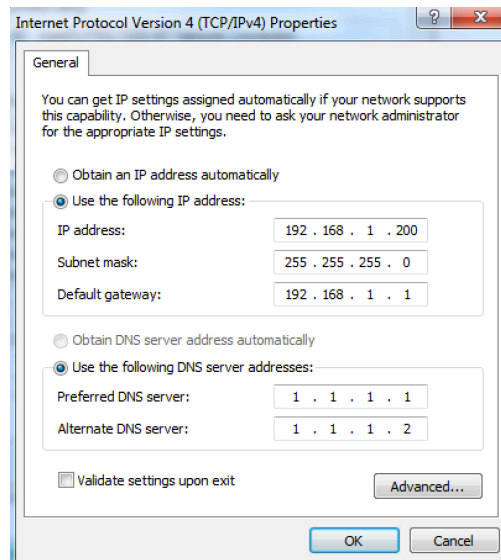 Internet Protocol Version 4 (TCP/IPv4) Properties
? X
General
You can get IP settings assigned automatically if your network supports
this capability. Otherwise, you need to ask your network administrator
for the appropriate IP settings.
Obtain an IP address automatically
Use the following IP address:
IP address: 192 . 168 . 1 . 200
Subnet mask: 255 . 255 . 255 . 0
Default gateway: 192 . 168 . 1 . 1
Obtain DNS server address automatically
Use the following DNS server addresses:
Preferred DNS server: 1 . 1 . 1 . 1
Alternate DNS server: 1 . 1 . 1 . 2
Validate settings upon exit
Advanced...
OK Cancel